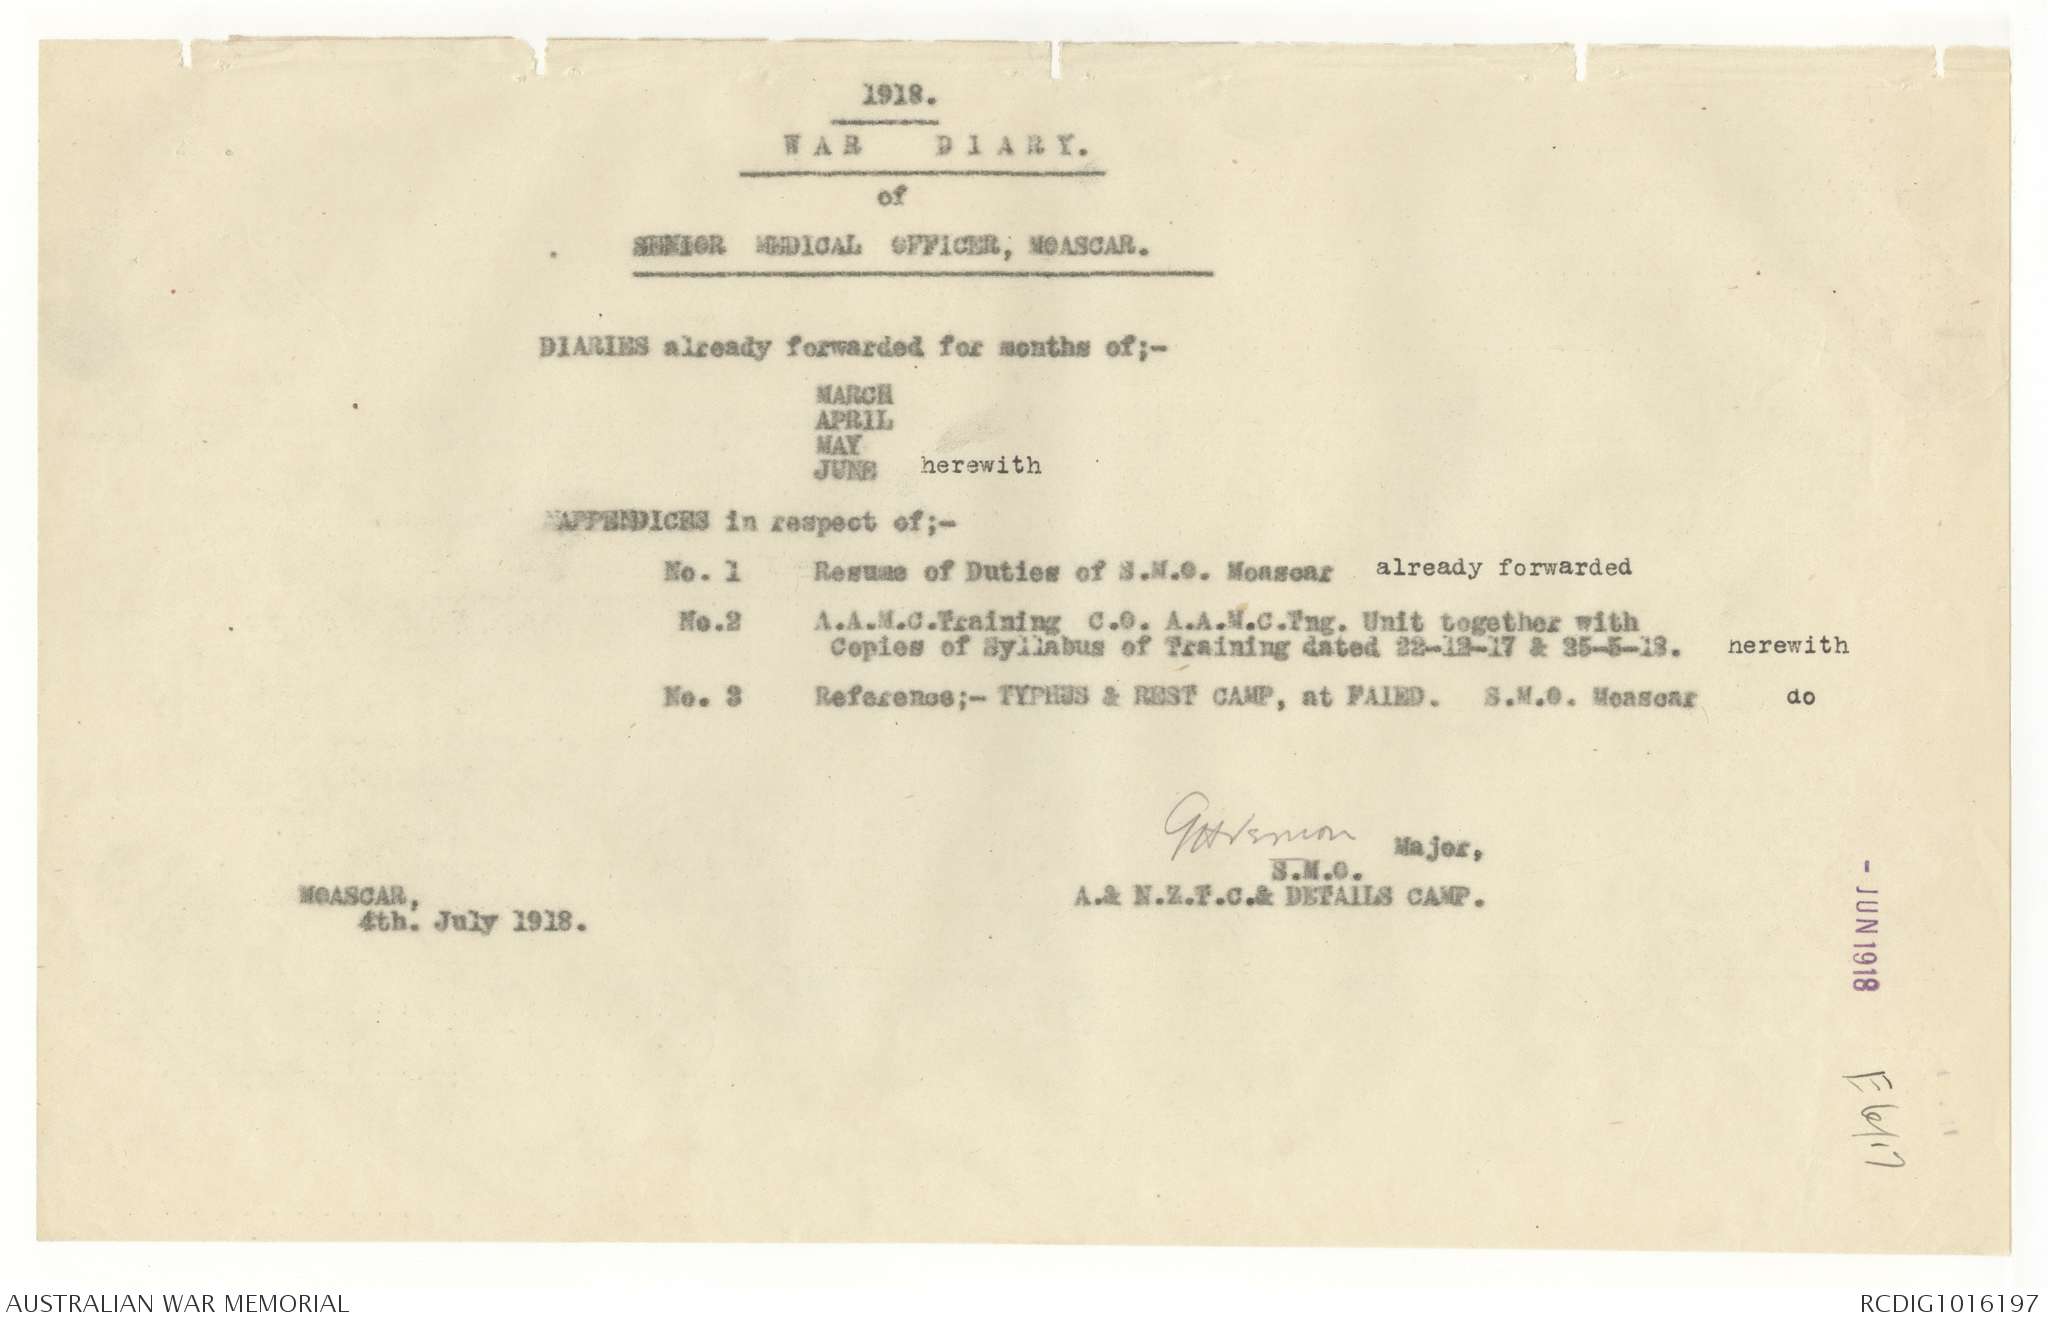 1918.
WAR DIARY.
of
SENIOR MEDICAL OFFICER, MOASCAR.
DIARIES already forwarded for months of;-
MARCH
APRIL
MAY
JUNE herewith
APPENDICES in respect of;-
No. 1 Resume of Duties of S.M.O. Moascar already forwarded
No.2 A.A.M.C.Training C.O. A.A.M.C.Tng. Unit together with
Copies of Syllabus of Training dated 22-12-17 & 25-5-18. herewith
No. 3 Reference;- TYPHUS & REST CAMP, at FAIED. S.M.O. Moascar do
GHVernon Major,
S.M.O.
A.& N.Z.T.C.& DETAILS CAMP.
MOASCAR,
4th. July 1918.
- JUN 1918
AUSTRALIAN WAR MEMORIAL
RCDIG1016197